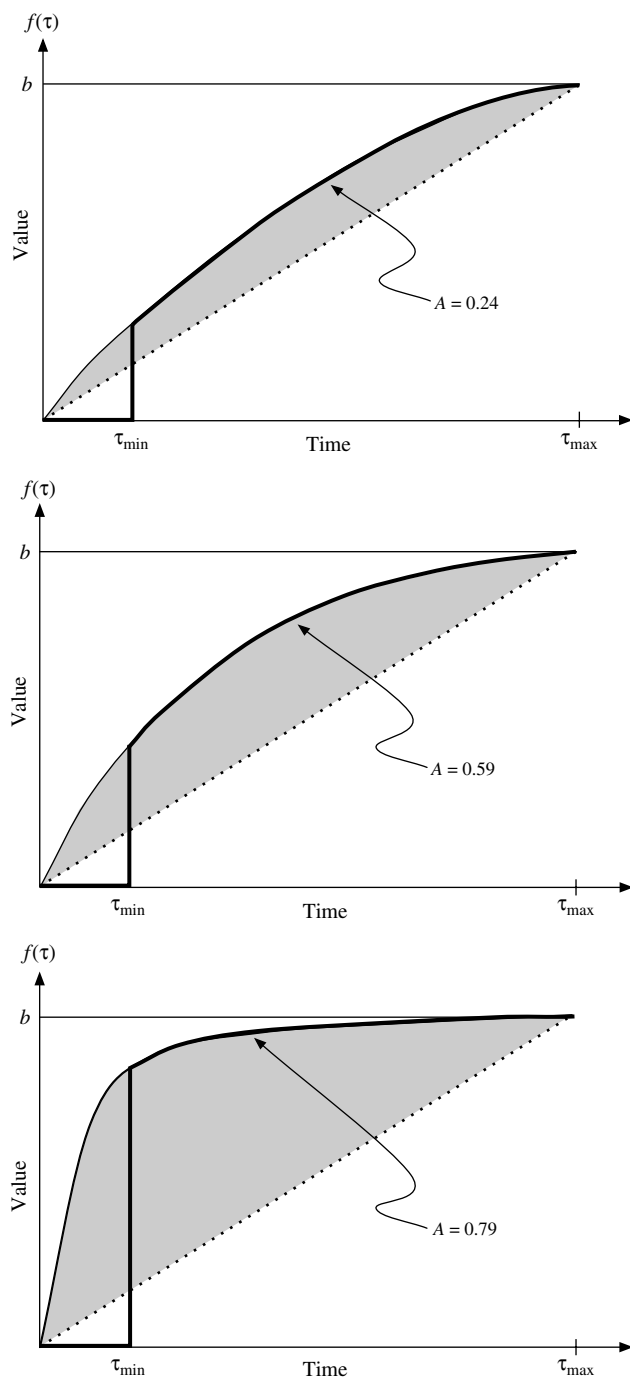 f(τ)
b
Value
A = 0.24
τmin
Time
τmax
f(τ)
b
Value
A = 0.59
τmin
Time
τmax
f(τ)
b
Value
A = 0.79
τmin
Time
τmax